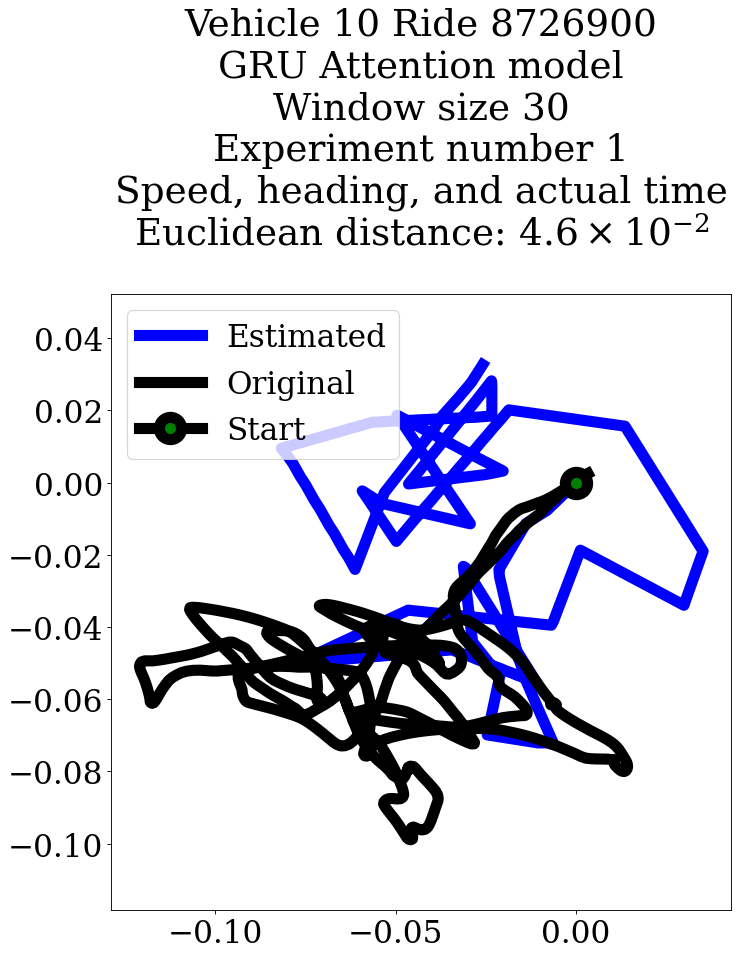 Vehicle 10 Ride 8726900
GRU Attention model
Window size 30
Experiment number 1
Speed, heading, and actual time
Euclidean distance: 4.6 × 10⁻²
Estimated
Original
Start
0.04
0.02
0.00
−0.02
−0.04
−0.06
−0.08
−0.10
−0.10
−0.05
0.00